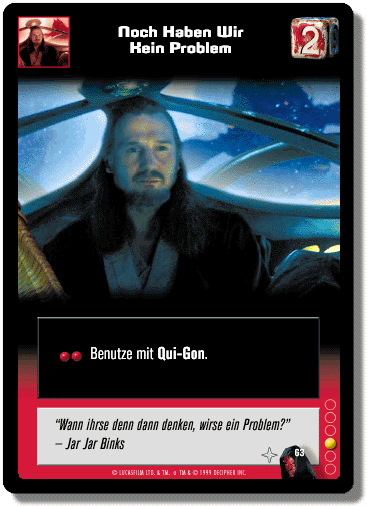 Noch Haben Wir
Kein Problem
2
Benutze mit Qui-Gon.
“Wann ihrse denn dann denken, wirse ein Problem?”
– Jar Jar Binks
63
© LUCASFILM LTD. & TM. ® TM & © 1999 DECIPHER INC.